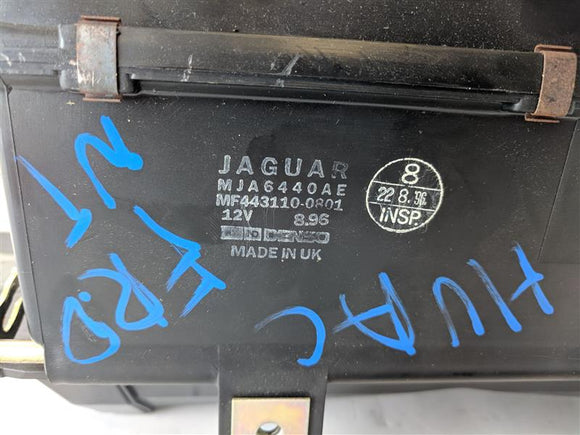 JAGUAR
MJA6440AE
MF443110-0801
12V 8.96
DENSO
MADE IN UK
8
22 8.96
INSP.
HVAC